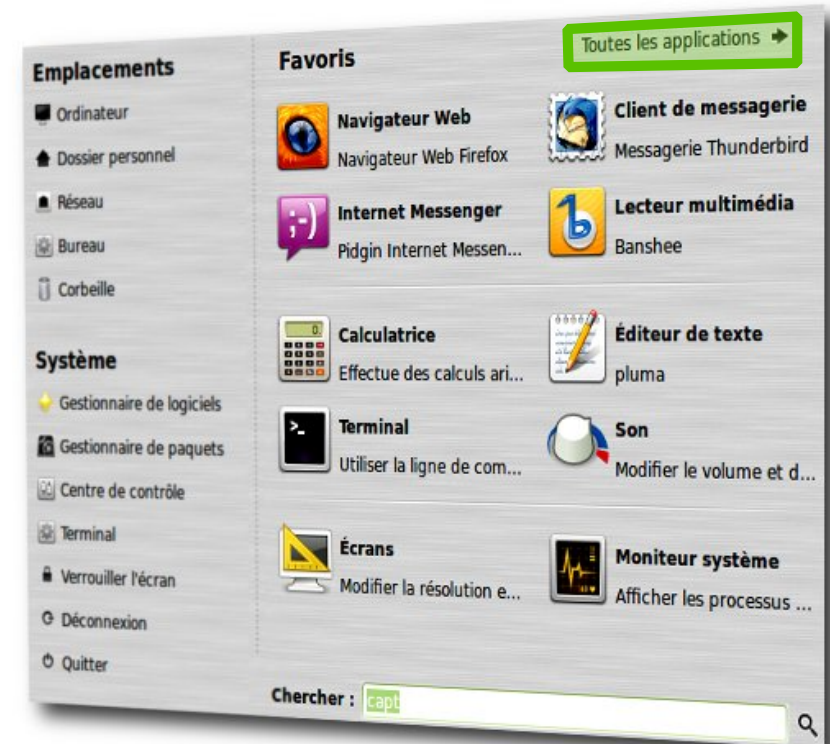 Emplacements
Ordinateur
Dossier personnel
Réseau
Bureau
Corbeille
Système
Gestionnaire de logiciels
Gestionnaire de paquets
Centre de contrôle
Terminal
Verrouiller l'écran
Déconnexion
Quitter
Favoris
Toutes les applications
Navigateur Web
Navigateur Web Firefox
Client de messagerie
Messagerie Thunderbird
;-)
Internet Messenger
Pidgin Internet Messen...
Lecteur multimédia
Banshee
0.
Calculatrice
Effectue des calculs ari...
Éditeur de texte
pluma
>_
Terminal
Utiliser la ligne de com...
Son
Modifier le volume et d...
Écrans
Modifier la résolution e...
Moniteur système
Afficher les processus ...
Chercher : capt